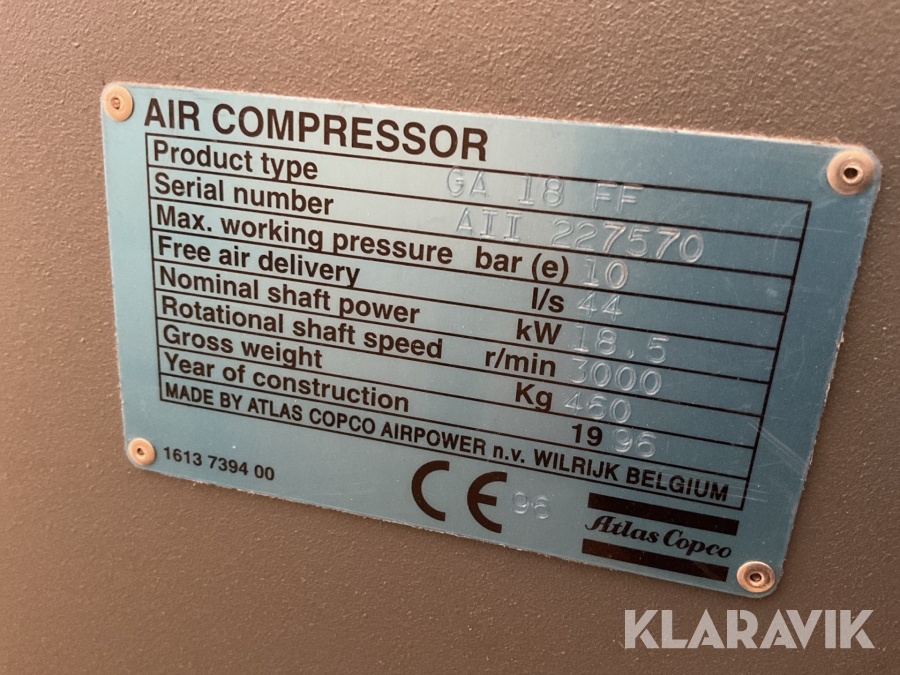 AIR COMPRESSOR
Product type GA 18 FF
Serial number AII 227570
Max. working pressure bar (e) 10
Free air delivery l/s 44
Nominal shaft power kW 18.5
Rotational shaft speed r/min 3000
Gross weight Kg 460
Year of construction 19 96
MADE BY ATLAS COPCO AIRPOWER n.v. WILRIJK BELGIUM
1613 7394 00
CE 96
Atlas Copco
KLARAVIK